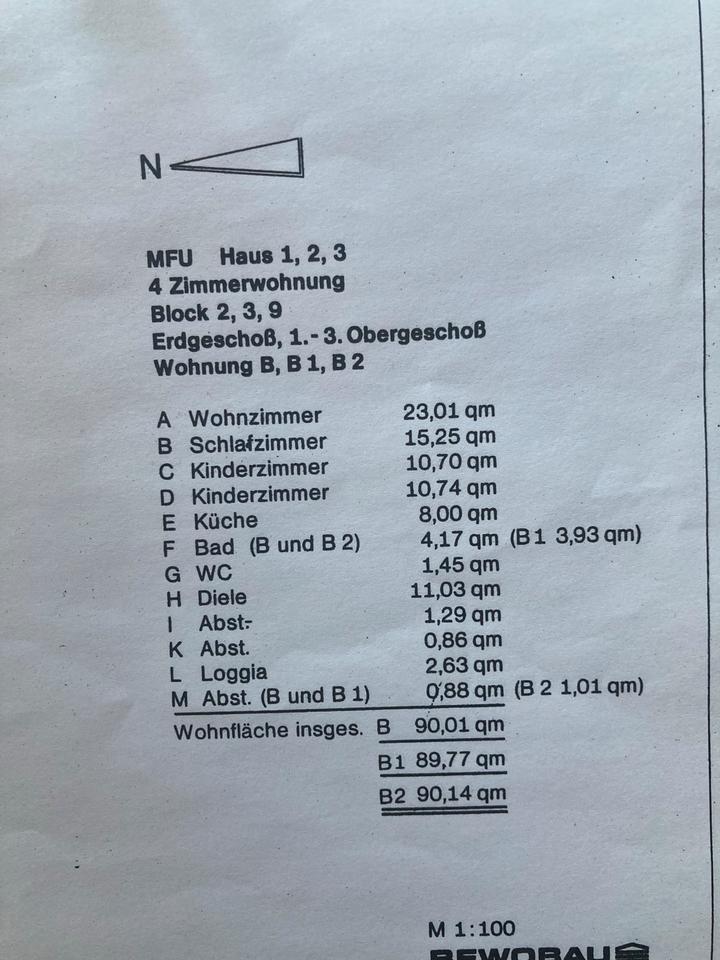 N
MFU Haus 1, 2, 3
4 Zimmerwohnung
Block 2, 3, 9
Erdgeschoß, 1.- 3. Obergeschoß
Wohnung B, B 1, B 2
A Wohnzimmer 23,01 qm
B Schlafzimmer 15,25 qm
C Kinderzimmer 10,70 qm
D Kinderzimmer 10,74 qm
E Küche 8,00 qm
F Bad (B und B 2) 4,17 qm (B 1 3,93 qm)
G WC 1,45 qm
H Diele 11,03 qm
I Abst.- 1,29 qm
K Abst. 0,86 qm
L Loggia 2,63 qm
M Abst. (B und B 1) 0,88 qm (B 2 1,01 qm)
Wohnfläche insges. B 90,01 qm
B1 89,77 qm
B2 90,14 qm
M 1:100
BEWOBAU